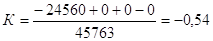 К = (−24560 + 0 + 0 − 0) / 45763 = −0,54